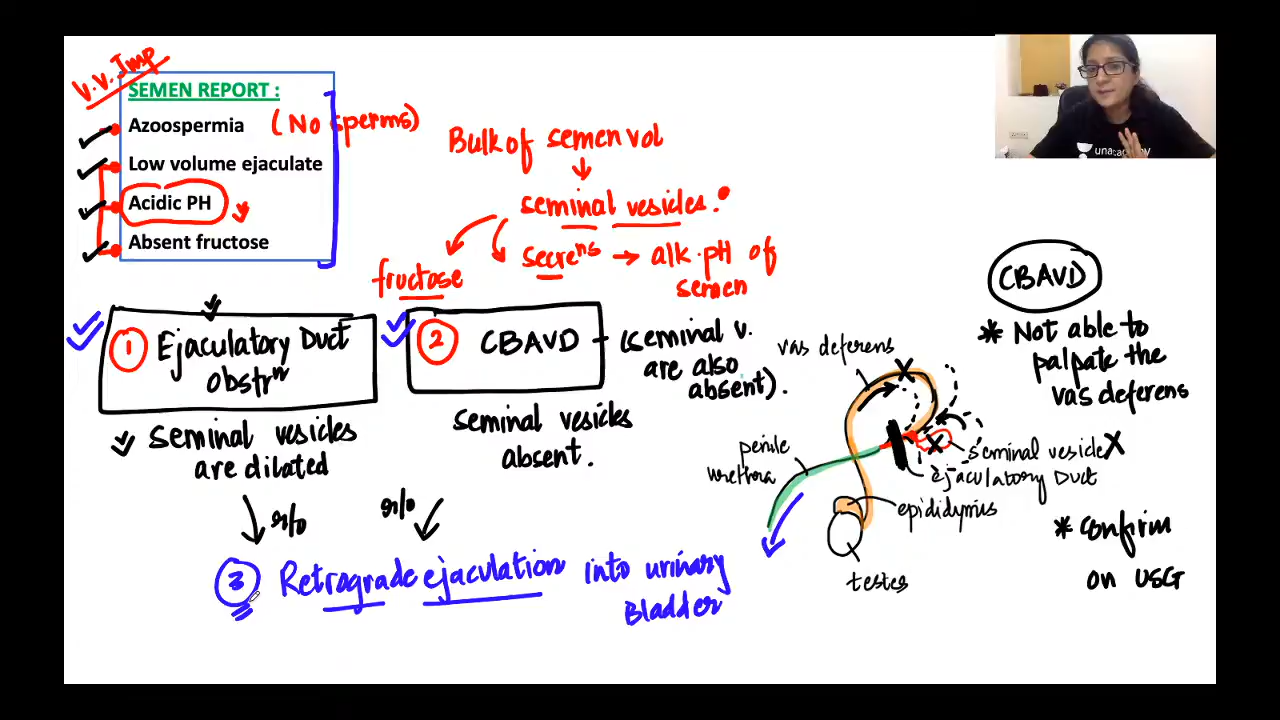 V.V. Imp
SEMEN REPORT :
Azoospermia (No sperms)
Low volume ejaculate
Acidic PH
Absent fructose
Bulk of semen vol
seminal vesicles.
fructose
secrens → alk.pH of
semen
1 Ejaculatory Duct
obstrn
seminal vesicles
are dilated
r/o
2 CBAVD - (seminal v.
are also
absent).
seminal vesicles
absent.
r/o
3 Retrograde ejaculation into urinary
Bladder
vas deferens
penile
urethra
seminal vesicle X
ejaculatory Duct
epididymis
testes
CBAVD
* Not able to
palpate the
vas deferens
* confirm
on USG
unacademy